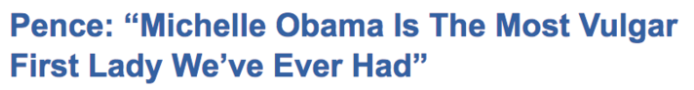 Pence: “Michelle Obama Is The Most Vulgar
First Lady We’ve Ever Had”